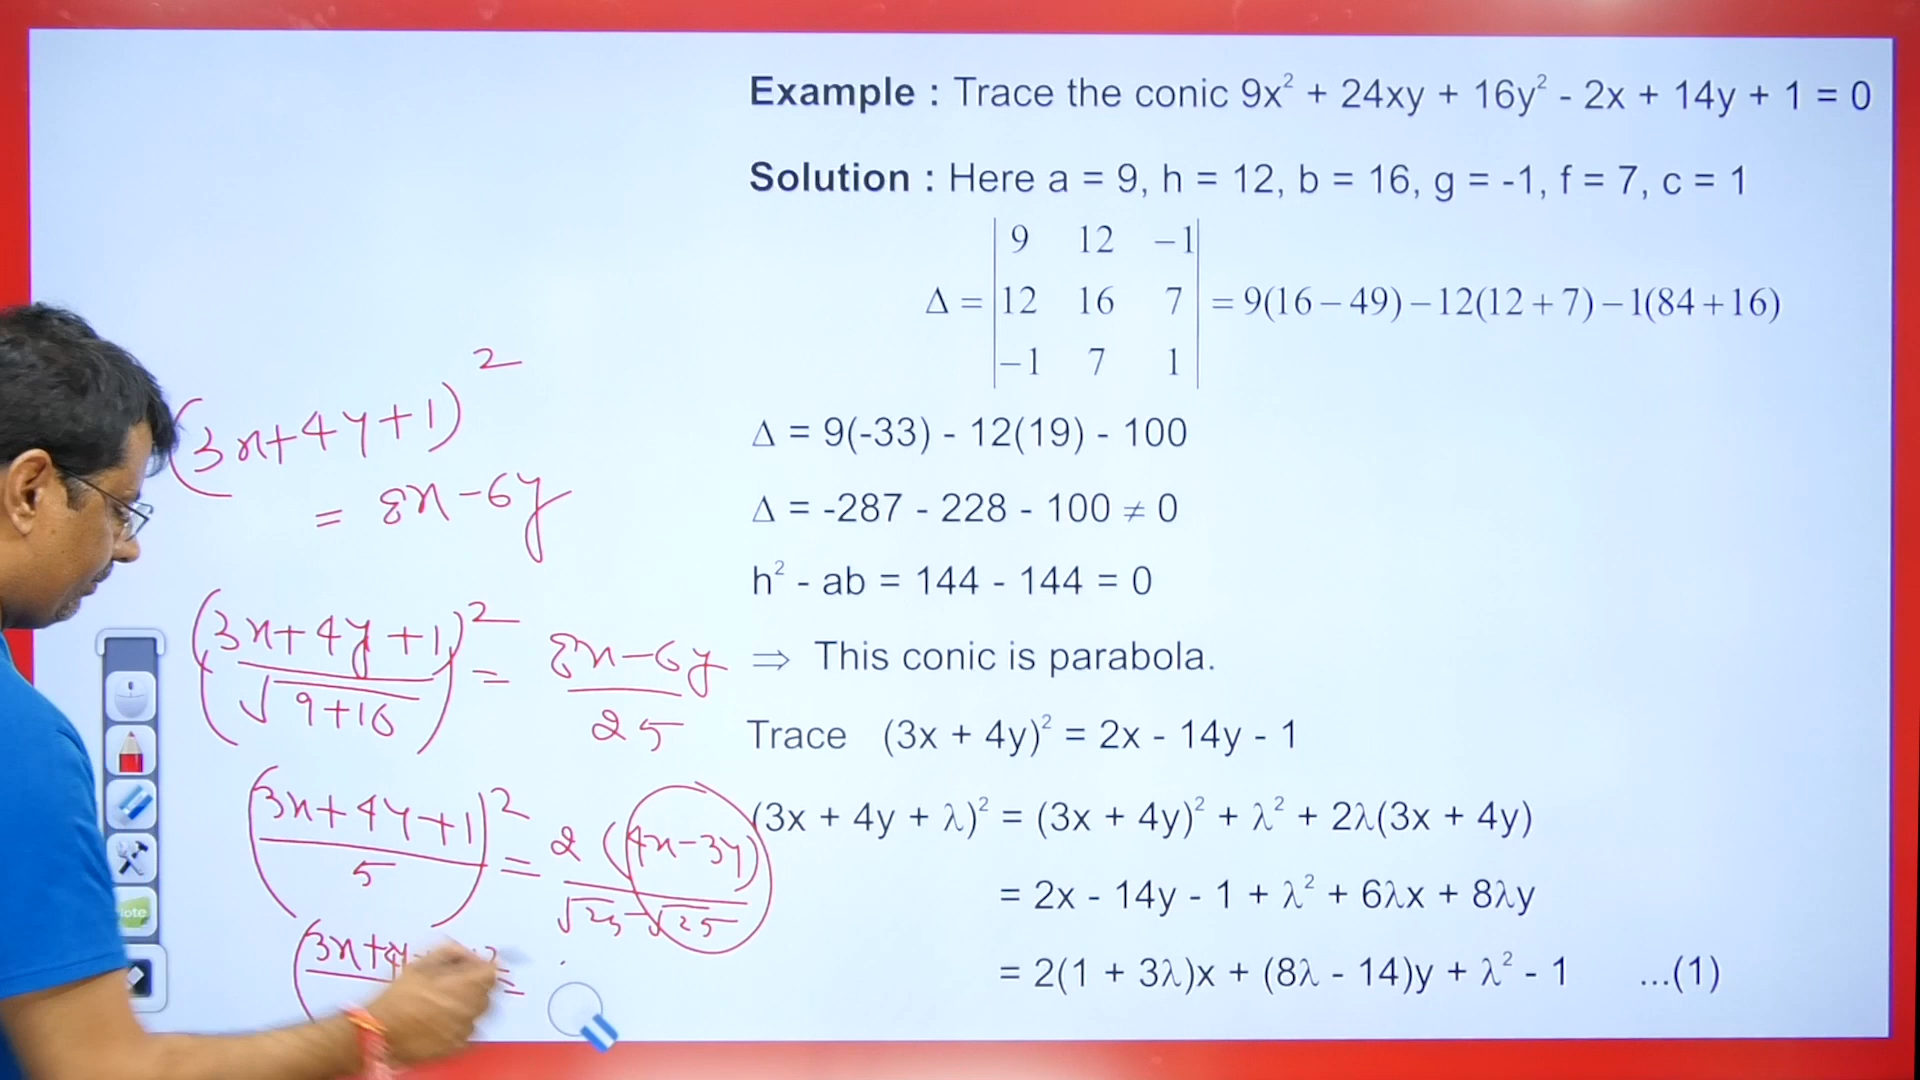 Example : Trace the conic 9x² + 24xy + 16y² - 2x + 14y + 1 = 0
Solution : Here a = 9, h = 12, b = 16, g = -1, f = 7, c = 1
Δ = |9 12 −1|
|12 16 7| = 9(16 − 49) − 12(12 + 7) − 1(84 + 16)
|−1 7 1|
Δ = 9(-33) - 12(19) - 100
Δ = -287 - 228 - 100 ≠ 0
h² - ab = 144 - 144 = 0
⇒ This conic is parabola.
Trace (3x + 4y)² = 2x - 14y - 1
(3x + 4y + λ)² = (3x + 4y)² + λ² + 2λ(3x + 4y)
= 2x - 14y - 1 + λ² + 6λx + 8λy
= 2(1 + 3λ)x + (8λ - 14)y + λ² - 1 ...(1)
(3x+4y+1)²
= 8x-6y
((3x+4y+1)/√(9+16))² = (8x-6y)/25
((3x+4y+1)/5)² = 2(4x-3y)/(√25 √25)
(3x+4y =